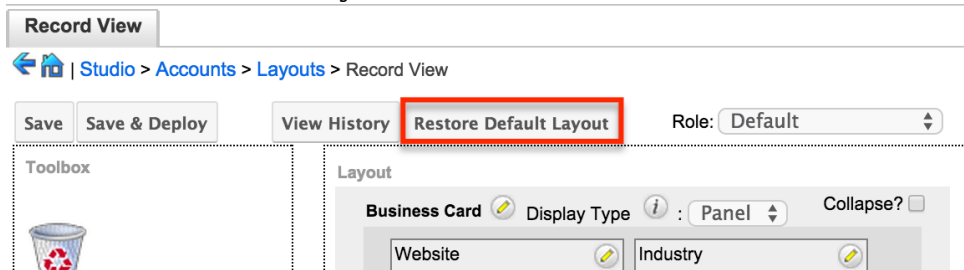 Record View
| Studio > Accounts > Layouts > Record View
Save Save & Deploy View History Restore Default Layout Role: Default
Toolbox
Layout
Business Card Display Type i : Panel Collapse?
Website Industry